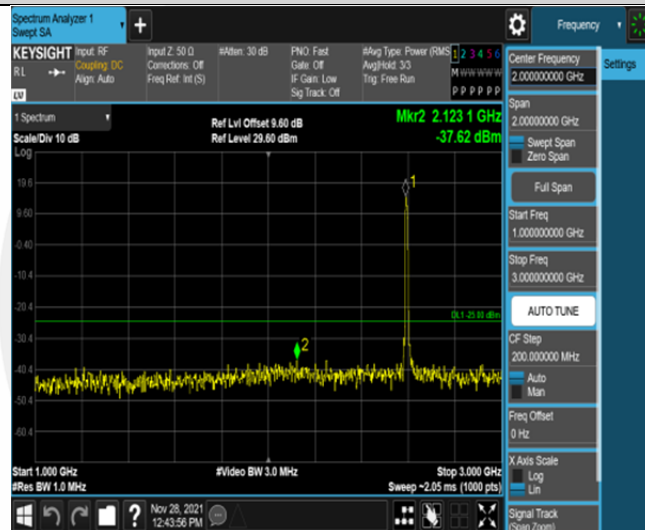 Spectrum Analyzer 1
Swept SA
+
Frequency
KEYSIGHT
RL
Input: RF
Coupling: DC
Align: Auto
Input Z: 50 Ω
Corrections: Off
Freq Ref: Int (S)
#Atten: 30 dB
PNO: Fast
Gate: Off
IF Gain: Low
Sig Track: Off
#Avg Type: Power (RMS
Avg|Hold: 3/3
Trig: Free Run
1 2 3 4 5 6
M W W W W W
P P P P P P
1 Spectrum
Scale/Div 10 dB
Log
Ref Lvl Offset 9.60 dB
Ref Level 29.60 dBm
Mkr2 2.123 1 GHz
-37.62 dBm
19.6
9.60
-0.40
-10.4
-20.4
-30.4
-40.4
-50.4
-60.4
1
DL1 -25.00 dBm
2
Start 1.000 GHz
#Res BW 1.0 MHz
#Video BW 3.0 MHz
Stop 3.000 GHz
Sweep ~2.05 ms (1000 pts)
?
Nov 28, 2021
12:43:56 PM
Center Frequency
2.000000000 GHz
Settings
Span
2.00000000 GHz
Swept Span
Zero Span
Full Span
Start Freq
1.000000000 GHz
Stop Freq
3.000000000 GHz
AUTO TUNE
CF Step
200.000000 MHz
Auto
Man
Freq Offset
0 Hz
X Axis Scale
Log
Lin
Signal Track
(Span Zoom)